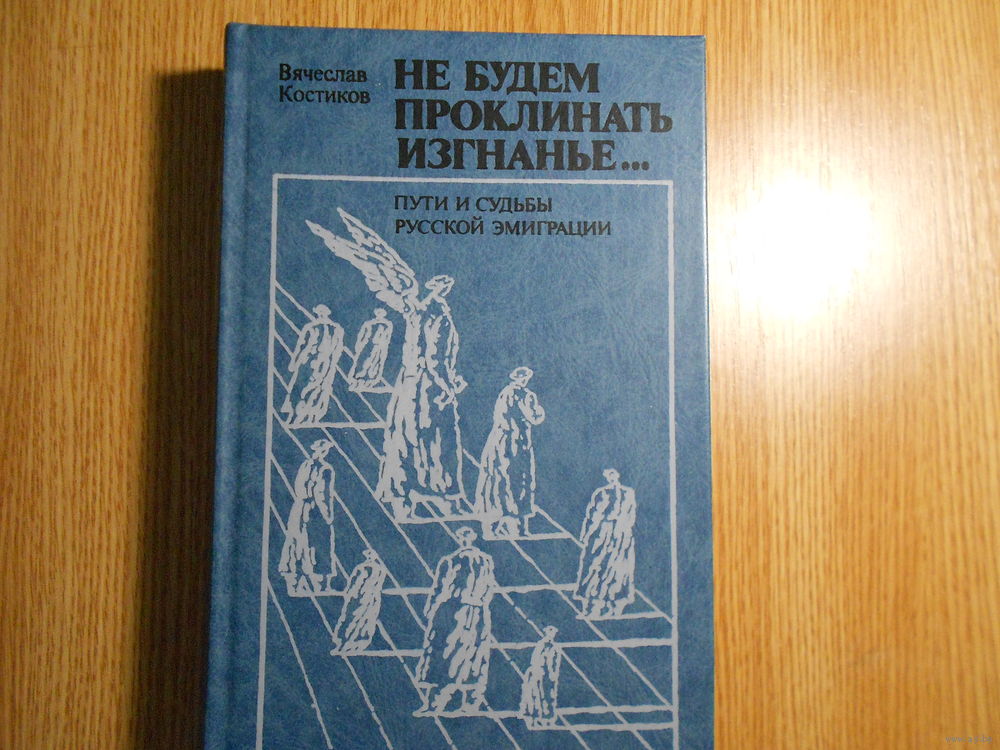 Вячеслав
Костиков
НЕ БУДЕМ
ПРОКЛИНАТЬ
ИЗГНАНЬЕ...
ПУТИ И СУДЬБЫ
РУССКОЙ ЭМИГРАЦИИ